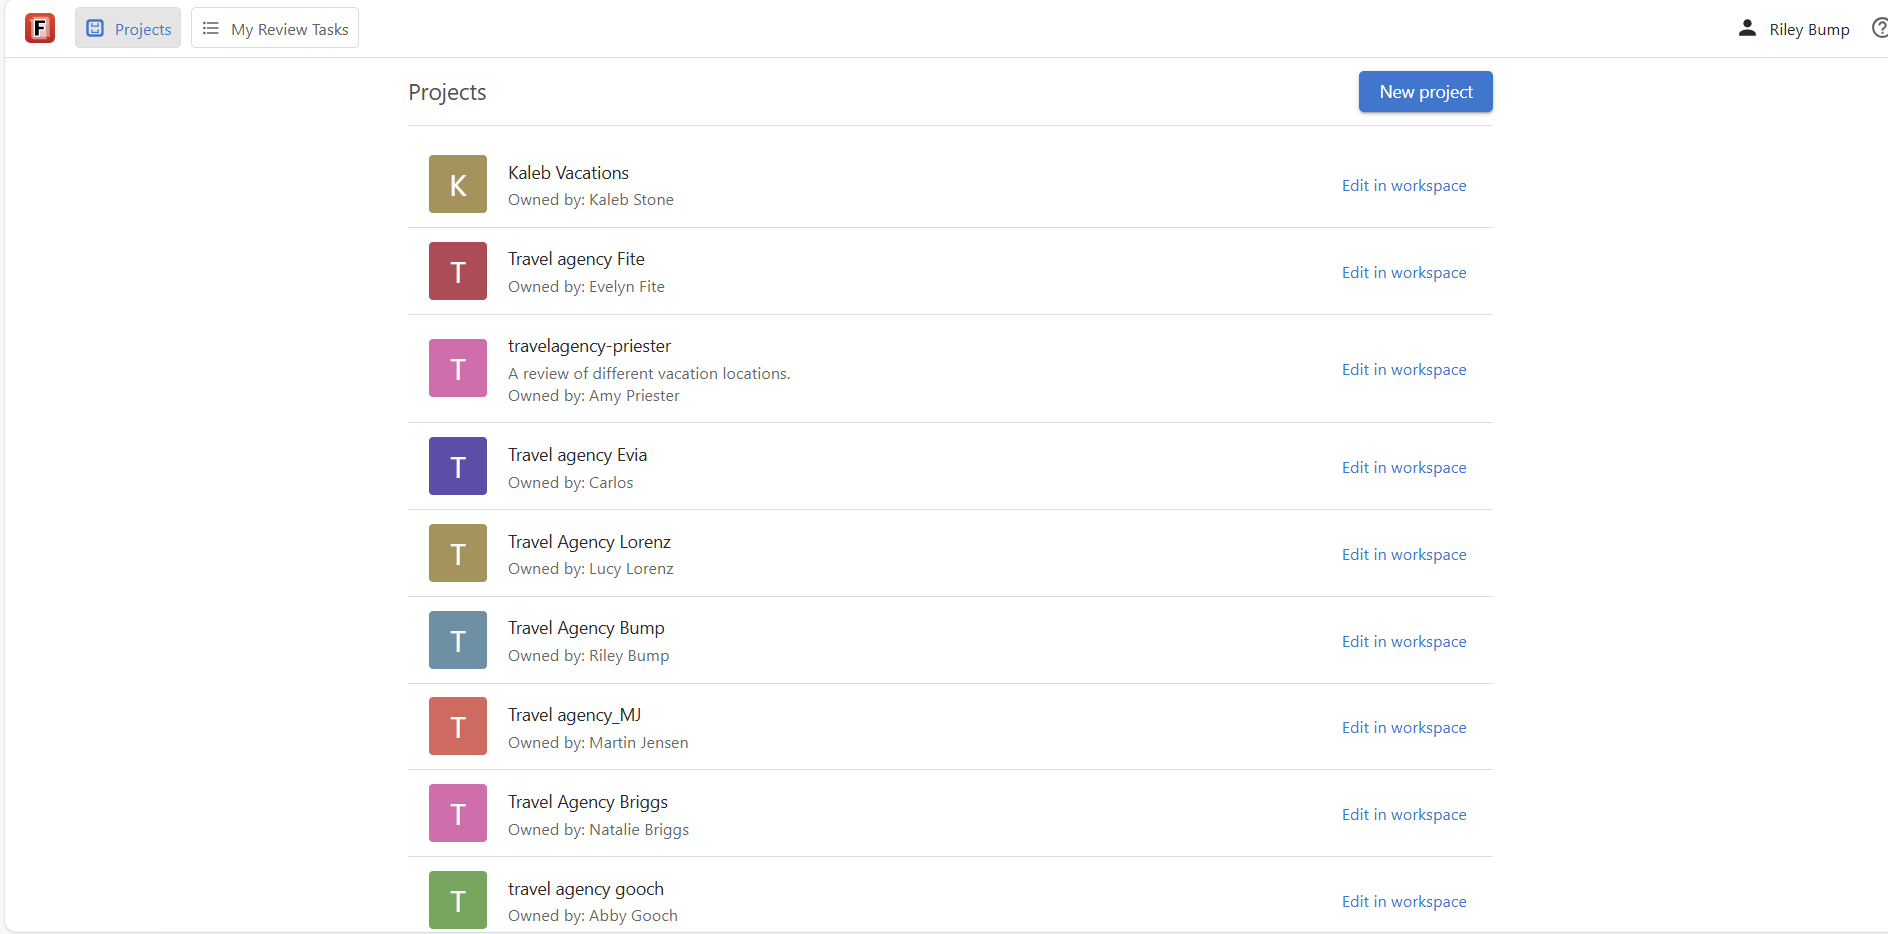 F Projects My Review Tasks Riley Bump ?
Projects New project
K Kaleb Vacations
Owned by: Kaleb Stone
Edit in workspace
T Travel agency Fite
Owned by: Evelyn Fite
Edit in workspace
T travelagency-priester
A review of different vacation locations.
Owned by: Amy Priester
Edit in workspace
T Travel agency Evia
Owned by: Carlos
Edit in workspace
T Travel Agency Lorenz
Owned by: Lucy Lorenz
Edit in workspace
T Travel Agency Bump
Owned by: Riley Bump
Edit in workspace
T Travel agency_MJ
Owned by: Martin Jensen
Edit in workspace
T Travel Agency Briggs
Owned by: Natalie Briggs
Edit in workspace
T travel agency gooch
Owned by: Abby Gooch
Edit in workspace